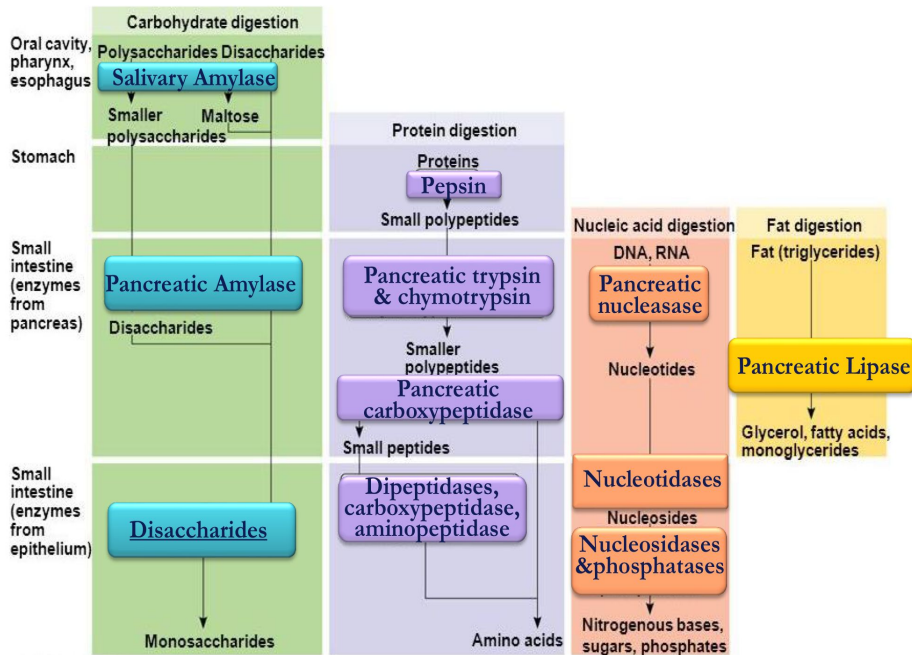 Carbohydrate digestion
Oral cavity,
pharynx,
esophagus
Polysaccharides Disaccharides
Salivary Amylase
Smaller
polysaccharides
Maltose
Stomach
Protein digestion
Proteins
Pepsin
Small polypeptides
Nucleic acid digestion
Fat digestion
Small
intestine
(enzymes
from
pancreas)
Pancreatic Amylase
Disaccharides
Pancreatic trypsin
& chymotrypsin
Smaller
polypeptides
Pancreatic
carboxypeptidase
Small peptides
DNA, RNA
Pancreatic
nucleasase
Nucleotides
Fat (triglycerides)
Pancreatic Lipase
Glycerol, fatty acids,
monoglycerides
Small
intestine
(enzymes
from
epithelium)
Disaccharides
Monosaccharides
Dipeptidases,
carboxypeptidase,
aminopeptidase
Amino acids
Nucleotidases
Nucleosides
Nucleosidases
&phosphatases
Nitrogenous bases,
sugars, phosphates